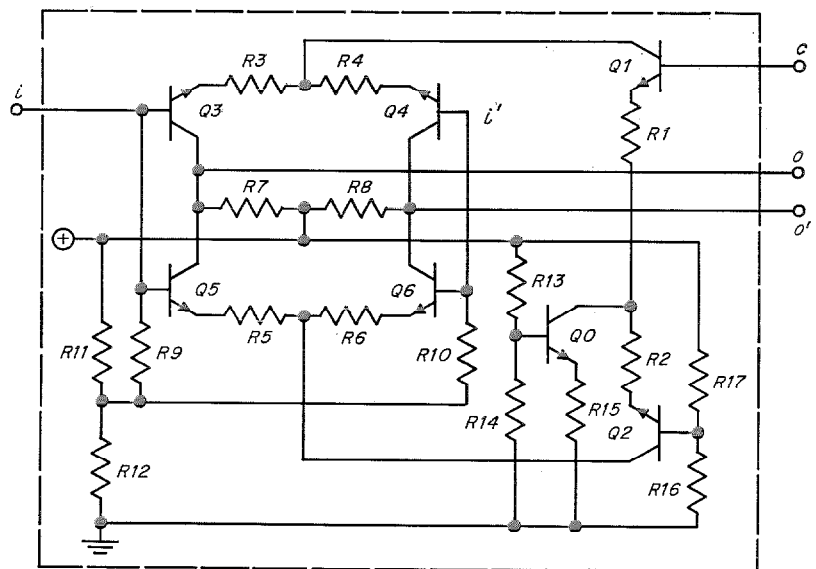 R3 R4 Q1 c
i Q3 Q4 i' R1
o
R7 R8
o'
+
Q5 Q6 R13
R5 R6 Q0
R11 R9 R10 R2 R17
R14 R15
Q2
R12 R16